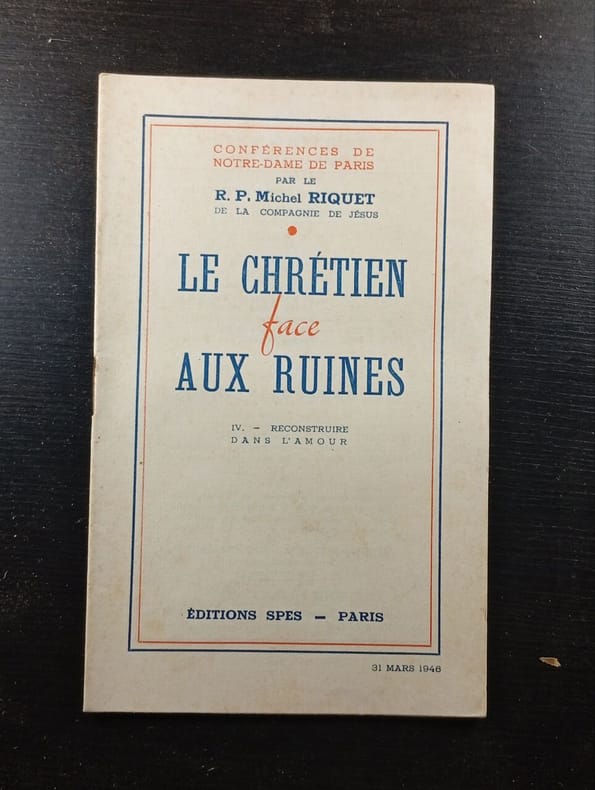 CONFÉRENCES DE
NOTRE-DAME DE PARIS
PAR LE
R. P. Michel RIQUET
DE LA COMPAGNIE DE JÉSUS
LE CHRÉTIEN
face
AUX RUINES
IV. - RECONSTRUIRE
DANS L'AMOUR
ÉDITIONS SPES - PARIS
31 MARS 1946